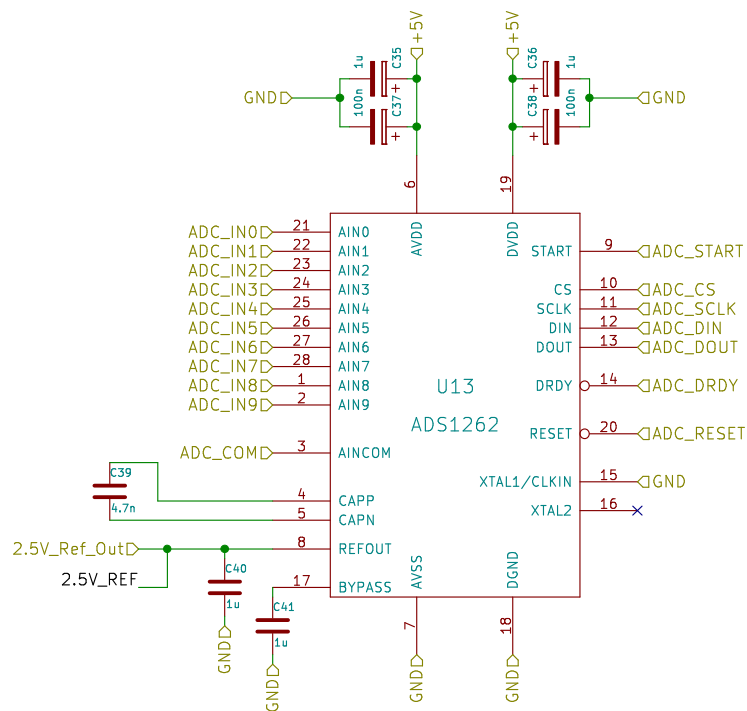 +5V
+5V
1u
C35
C36
1u
GND
100n
C37
C38
100n
GND
+
+
+
+
6
19
ADC_IN0 21 AIN0
AVDD
DVDD
ADC_IN1 22 AIN1
START 9 ADC_START
ADC_IN2 23 AIN2
ADC_IN3 24 AIN3
CS 10 ADC_CS
ADC_IN4 25 AIN4
SCLK 11 ADC_SCLK
ADC_IN5 26 AIN5
DIN 12 ADC_DIN
ADC_IN6 27 AIN6
DOUT 13 ADC_DOUT
ADC_IN7 28 AIN7
ADC_IN8 1 AIN8
U13
DRDY 14 ADC_DRDY
ADC_IN9 2 AIN9
ADS1262
RESET 20 ADC_RESET
ADC_COM 3 AINCOM
C39
4.7n
XTAL1/CLKIN 15 GND
4 CAPP
XTAL2 16
5 CAPN
2.5V_Ref_Out 8 REFOUT
2.5V_REF
C40
1u
17 BYPASS
AVSS
DGND
C41
1u
7
18
GND
GND
GND
GND